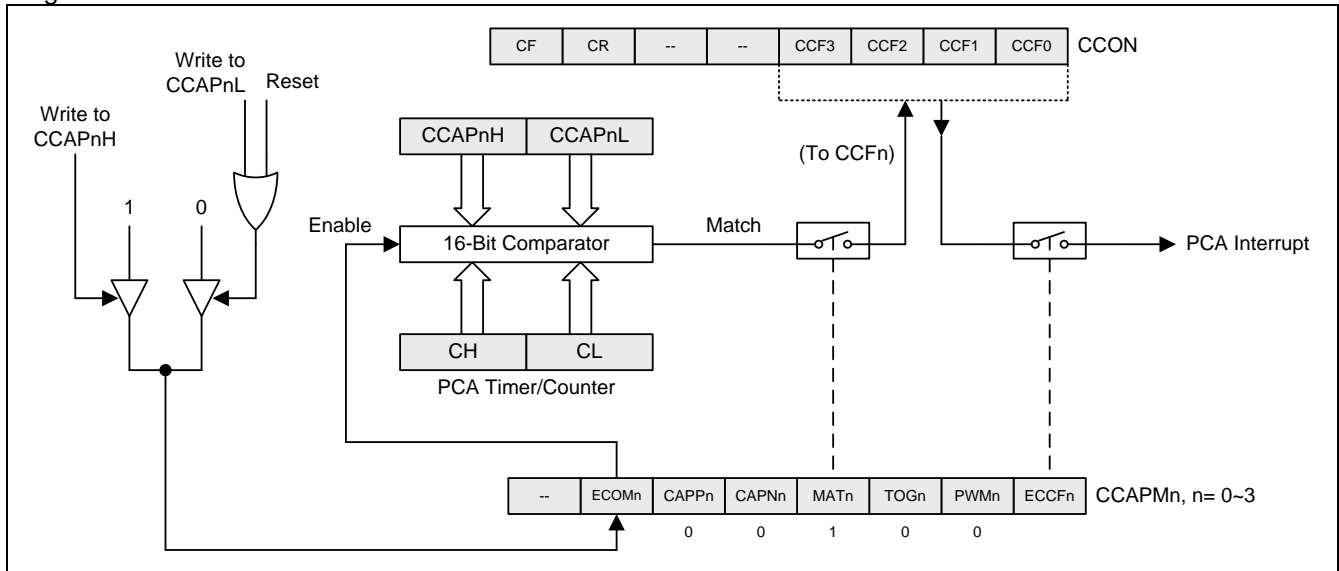 CF CR -- -- CCF3 CCF2 CCF1 CCF0 CCON
Write to
CCAPnL
Reset
Write to
CCAPnH
CCAPnH CCAPnL
(To CCFn)
1 0
Enable
16-Bit Comparator
Match
PCA Interrupt
CH CL
PCA Timer/Counter
-- ECOMn CAPPn CAPNn MATn TOGn PWMn ECCFn CCAPMn, n= 0~3
0 0 1 0 0